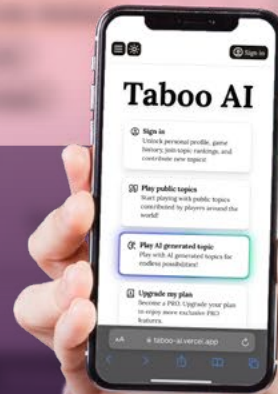 Sign in
Taboo AI
Sign in
Unlock personal profile, game
history, join topic rankings, and
contribute new topics!
Play public topics
Start playing with public topics
contributed by players around the
world!
Play AI generated topic
Play with AI generated topics for
endless possibilities!
Upgrade my plan
Become a PRO. Upgrade your plan
to enjoy more exclusive PRO
features.
AA
taboo-ai.vercel.app